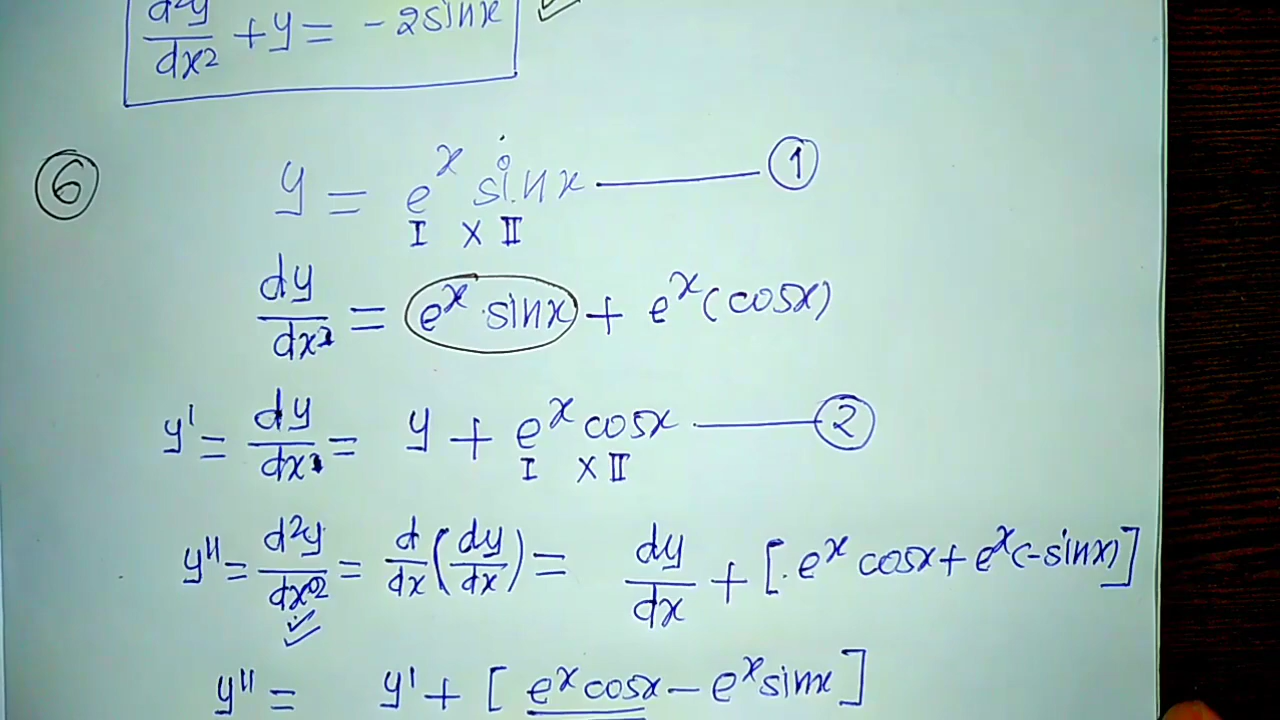 d²y/dx² + y = -2sinx
⑥ y = e^x sinx ——— ①
I X II
dy/dx = e^x sinx + e^x (cosx)
y' = dy/dx = y + e^x cosx ——— ②
I X II
y'' = d²y/dx² = d/dx (dy/dx) = dy/dx + [e^x cosx + e^x (-sinx)]
y'' = y' + [e^x cosx - e^x sinx]